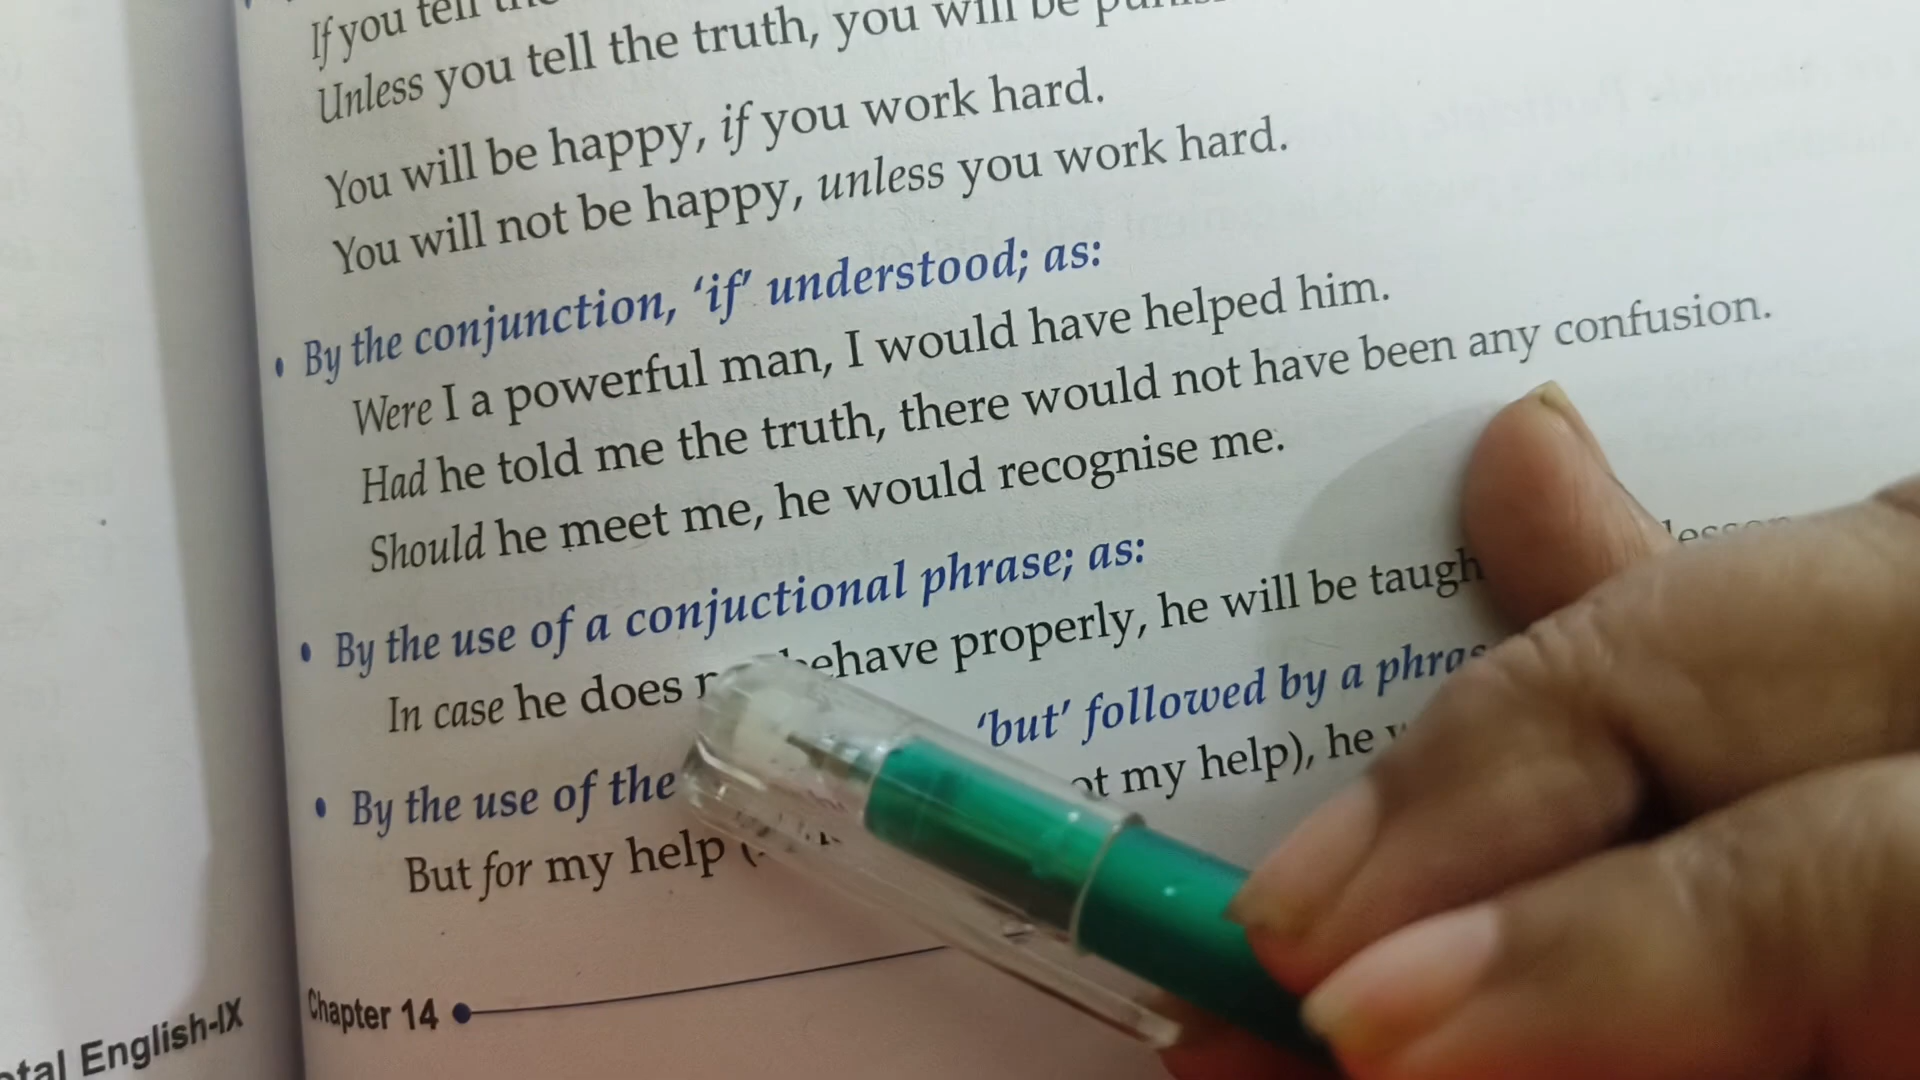 If you tell
Unless you tell the truth, you will be
You will be happy, if you work hard.
You will not be happy, unless you work hard.
• By the conjunction, ‘if’ understood; as:
Were I a powerful man, I would have helped him.
Had he told me the truth, there would not have been any confusion.
Should he meet me, he would recognise me.
• By the use of a conjuctional phrase; as:
In case he does behave properly, he will be taugh
• By the use of the ‘but’ followed by a phras
But for my help my help), he
Chapter 14
tal English-IX